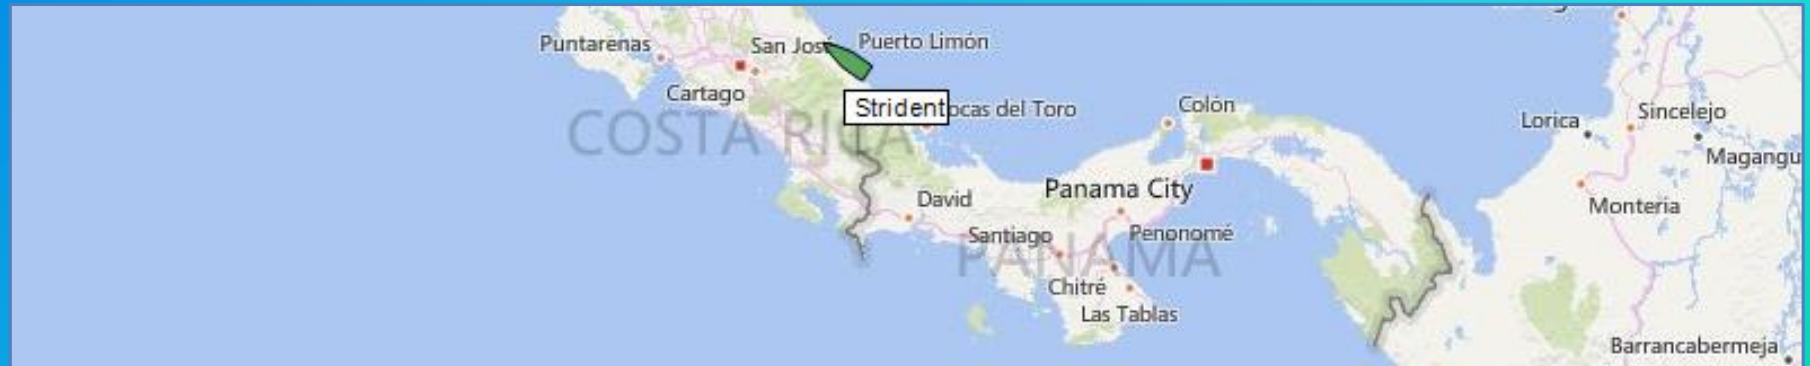 Puntarenas
San José
Puerto Limón
Cartago
Strident
ocas del Toro
Colón
Lorica
Sincelejo
COSTA RICA
Magangu
David
Panama City
Montería
Santiago
Penonomé
PANAMA
Chitré
Las Tablas
Barrancabermeja